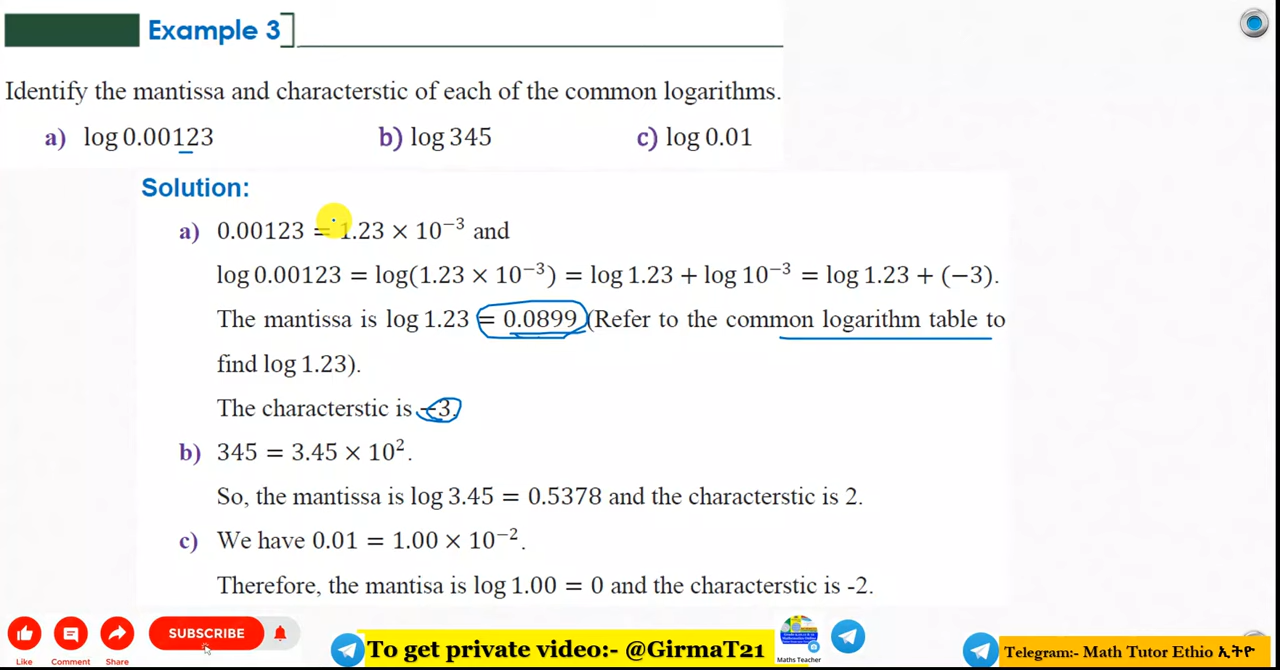 Example 3
Identify the mantissa and characterstic of each of the common logarithms.
a) log 0.00123 b) log 345 c) log 0.01
Solution:
a) 0.00123 = 1.23 × 10⁻³ and
log 0.00123 = log(1.23 × 10⁻³) = log 1.23 + log 10⁻³ = log 1.23 + (−3).
The mantissa is log 1.23 = 0.0899 (Refer to the common logarithm table to
find log 1.23).
The characterstic is −3.
b) 345 = 3.45 × 10².
So, the mantissa is log 3.45 = 0.5378 and the characterstic is 2.
c) We have 0.01 = 1.00 × 10⁻².
Therefore, the mantisa is log 1.00 = 0 and the characterstic is -2.
SUBSCRIBE
Like Comment Share
To get private video:- @GirmaT21
Maths Teacher
Telegram:- Math Tutor Ethio ኢትዮ